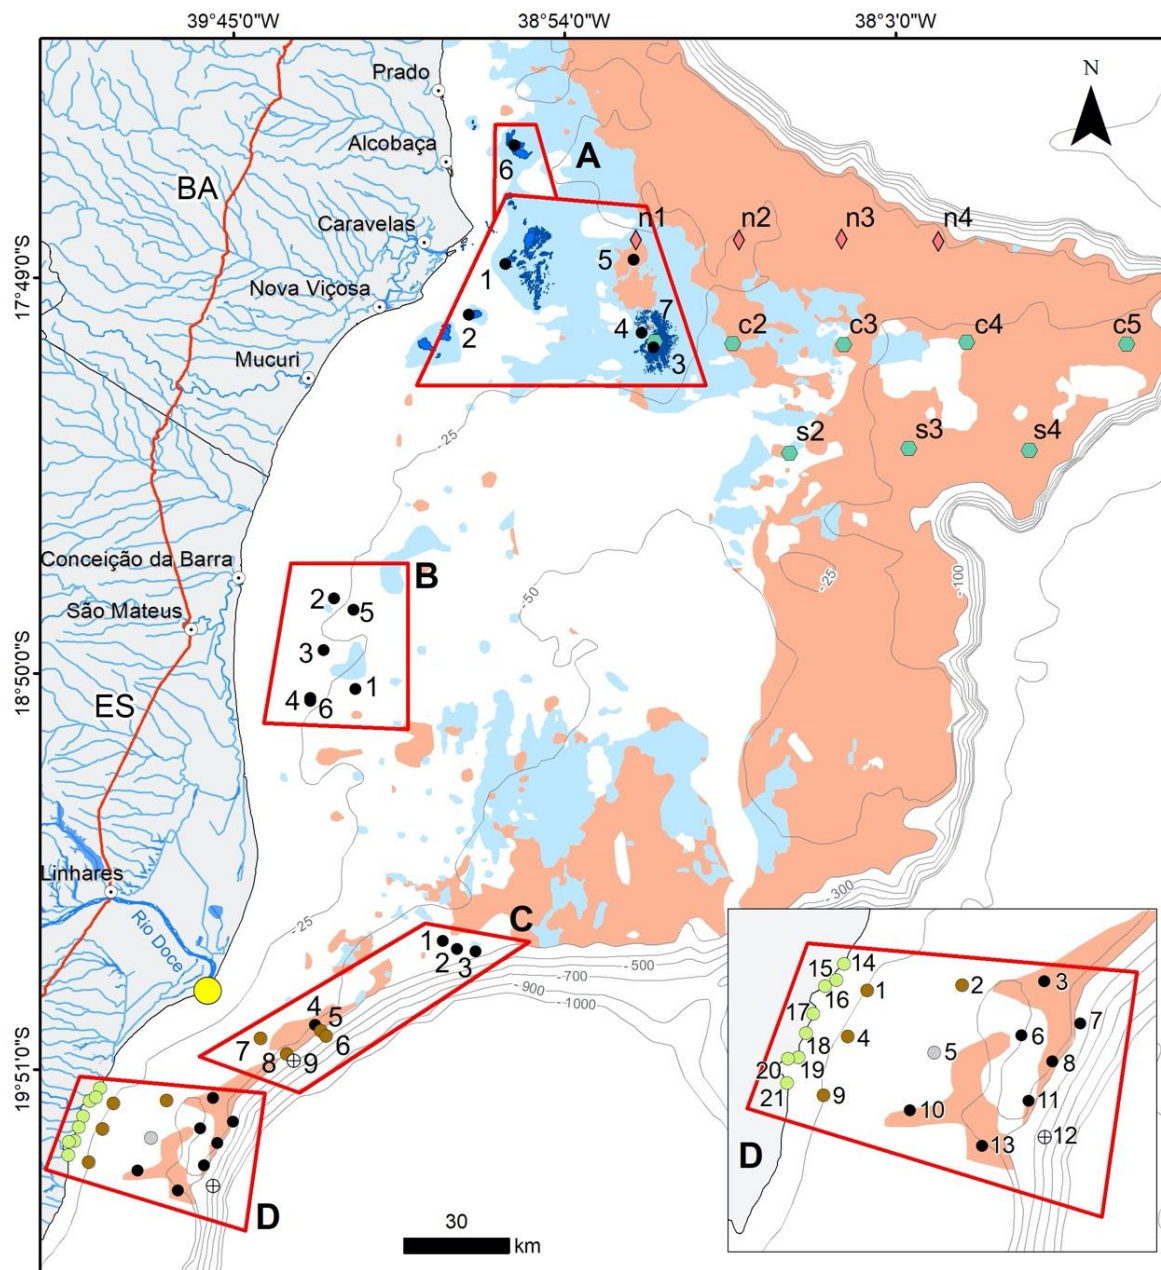 39°45'0"W 38°54'0"W 38°3'0"W
Prado
N
Alcobaça
A
6
BA
Caravelas
n1 n2 n3 n4
5
1
17°49'0"S
Nova Viçosa
7
2
4
c2 c3 c4 c5
3
Mucuri
-25
s2 s3 s4
Conceição da Barra
B
-25
-100
2
5
-50
São Mateus
3
18°50'0"S
1
4
6
ES
Linhares
-300
-25
C
Rio Doce
1
2
3
-500
-700
-900
-1000
4
5
6
7
8
9
19°51'0"S
D
30
km
15 14
16
1
2
3
17
7
6
4
18
5
8
20 19
21
9
10
11
12
13
D